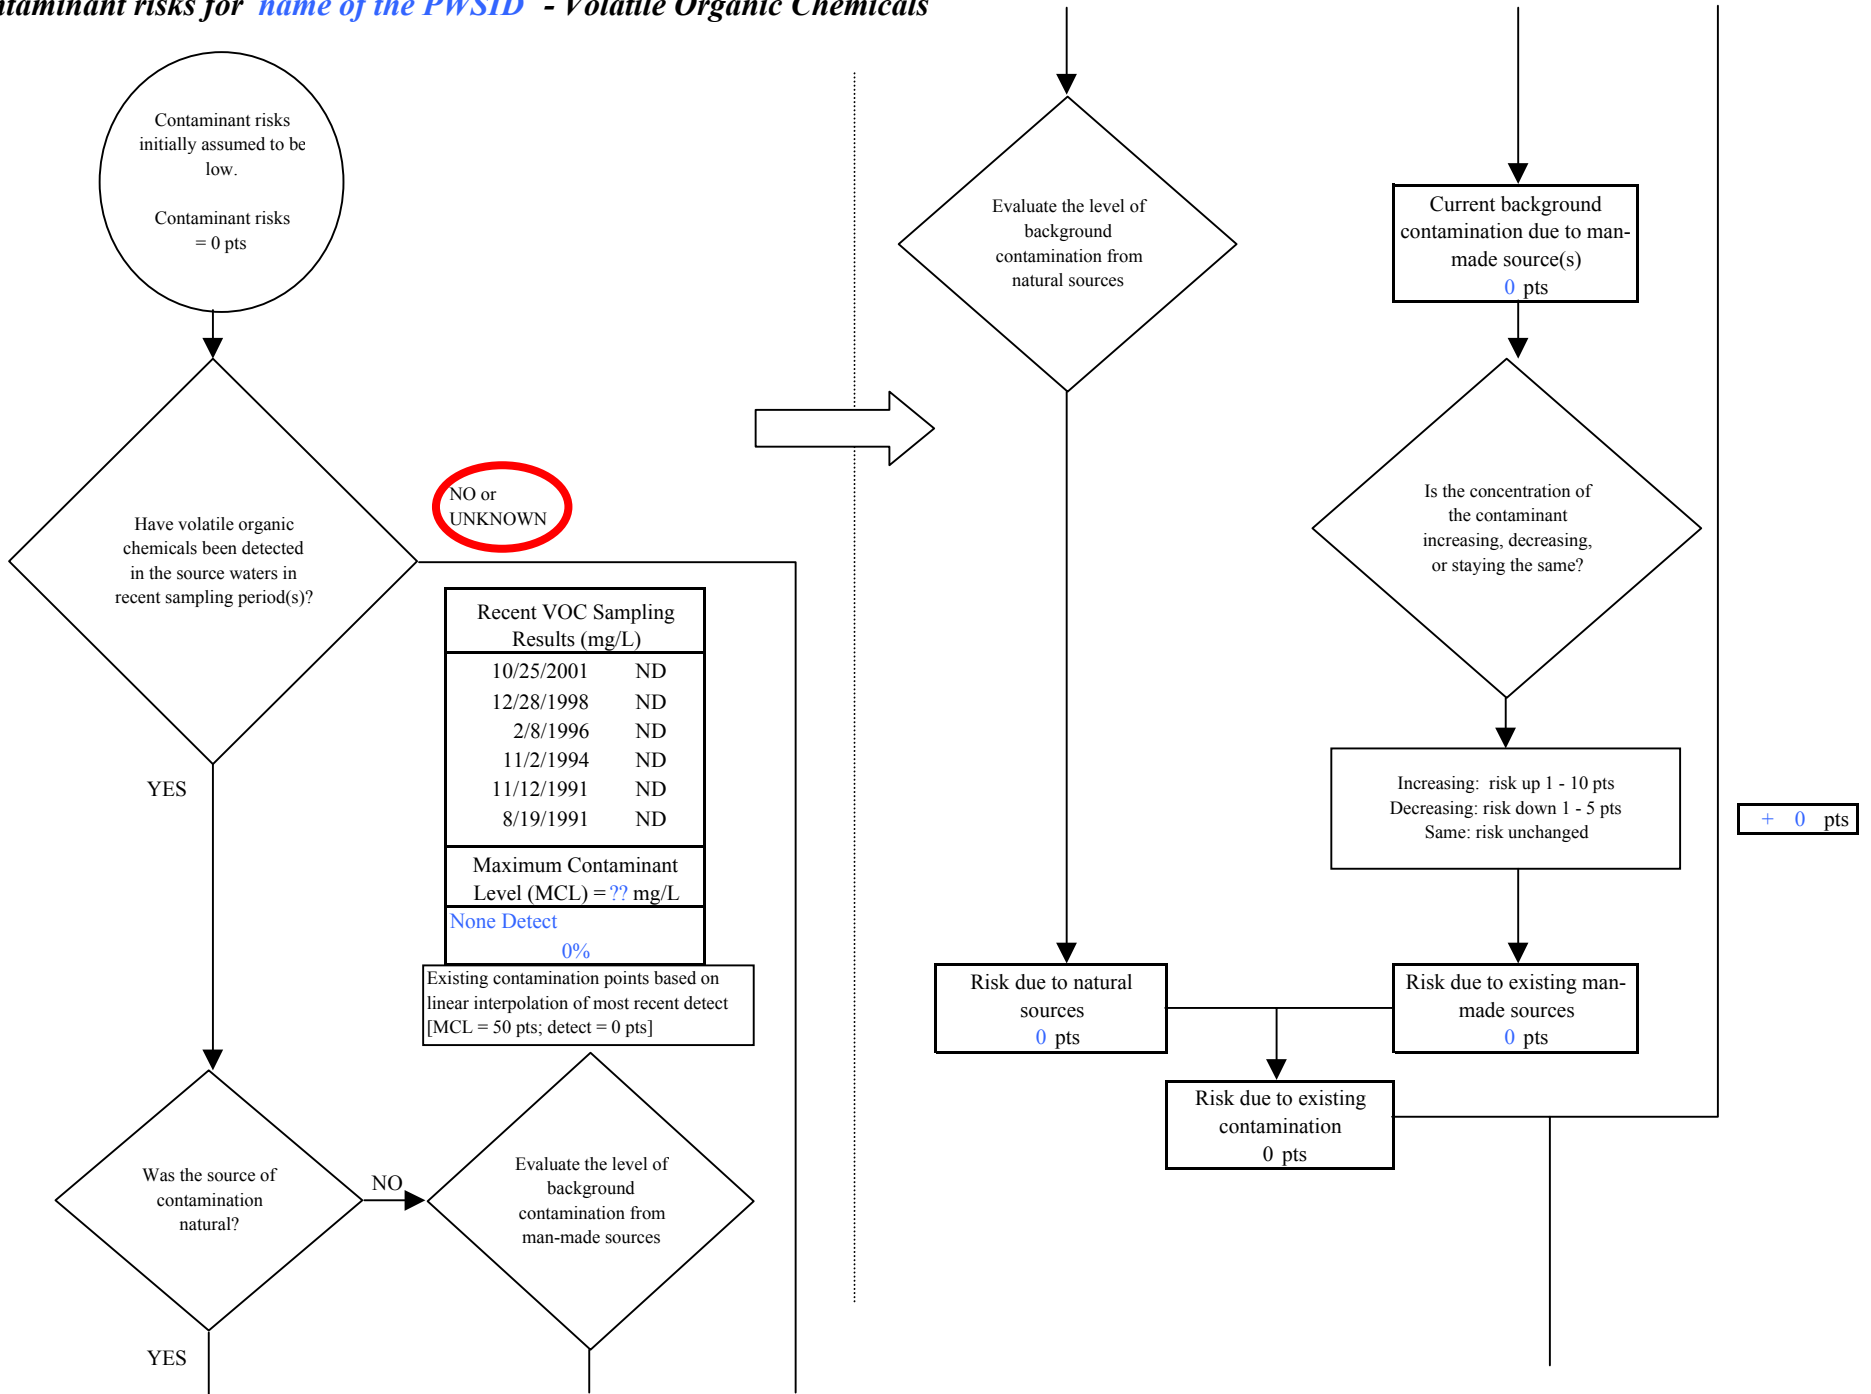 ntaminant risks for name of the PWSID - Volatile Organic Chemicals
Contaminant risks
initially assumed to be
low.
Contaminant risks
= 0 pts
Have volatile organic
chemicals been detected
in the source waters in
recent sampling period(s)?
NO or
UNKNOWN
YES
Recent VOC Sampling
Results (mg/L)
10/25/2001 ND
12/28/1998 ND
2/8/1996 ND
11/2/1994 ND
11/12/1991 ND
8/19/1991 ND
Maximum Contaminant
Level (MCL) = ?? mg/L
None Detect
0%
Existing contamination points based on
linear interpolation of most recent detect
[MCL = 50 pts; detect = 0 pts]
Was the source of
contamination
natural?
NO
YES
Evaluate the level of
background
contamination from
man-made sources
Evaluate the level of
background
contamination from
natural sources
Current background
contamination due to man-
made source(s)
0 pts
Is the concentration of
the contaminant
increasing, decreasing,
or staying the same?
Increasing: risk up 1 - 10 pts
Decreasing: risk down 1 - 5 pts
Same: risk unchanged
+ 0 pts
Risk due to natural
sources
0 pts
Risk due to existing man-
made sources
0 pts
Risk due to existing
contamination
0 pts